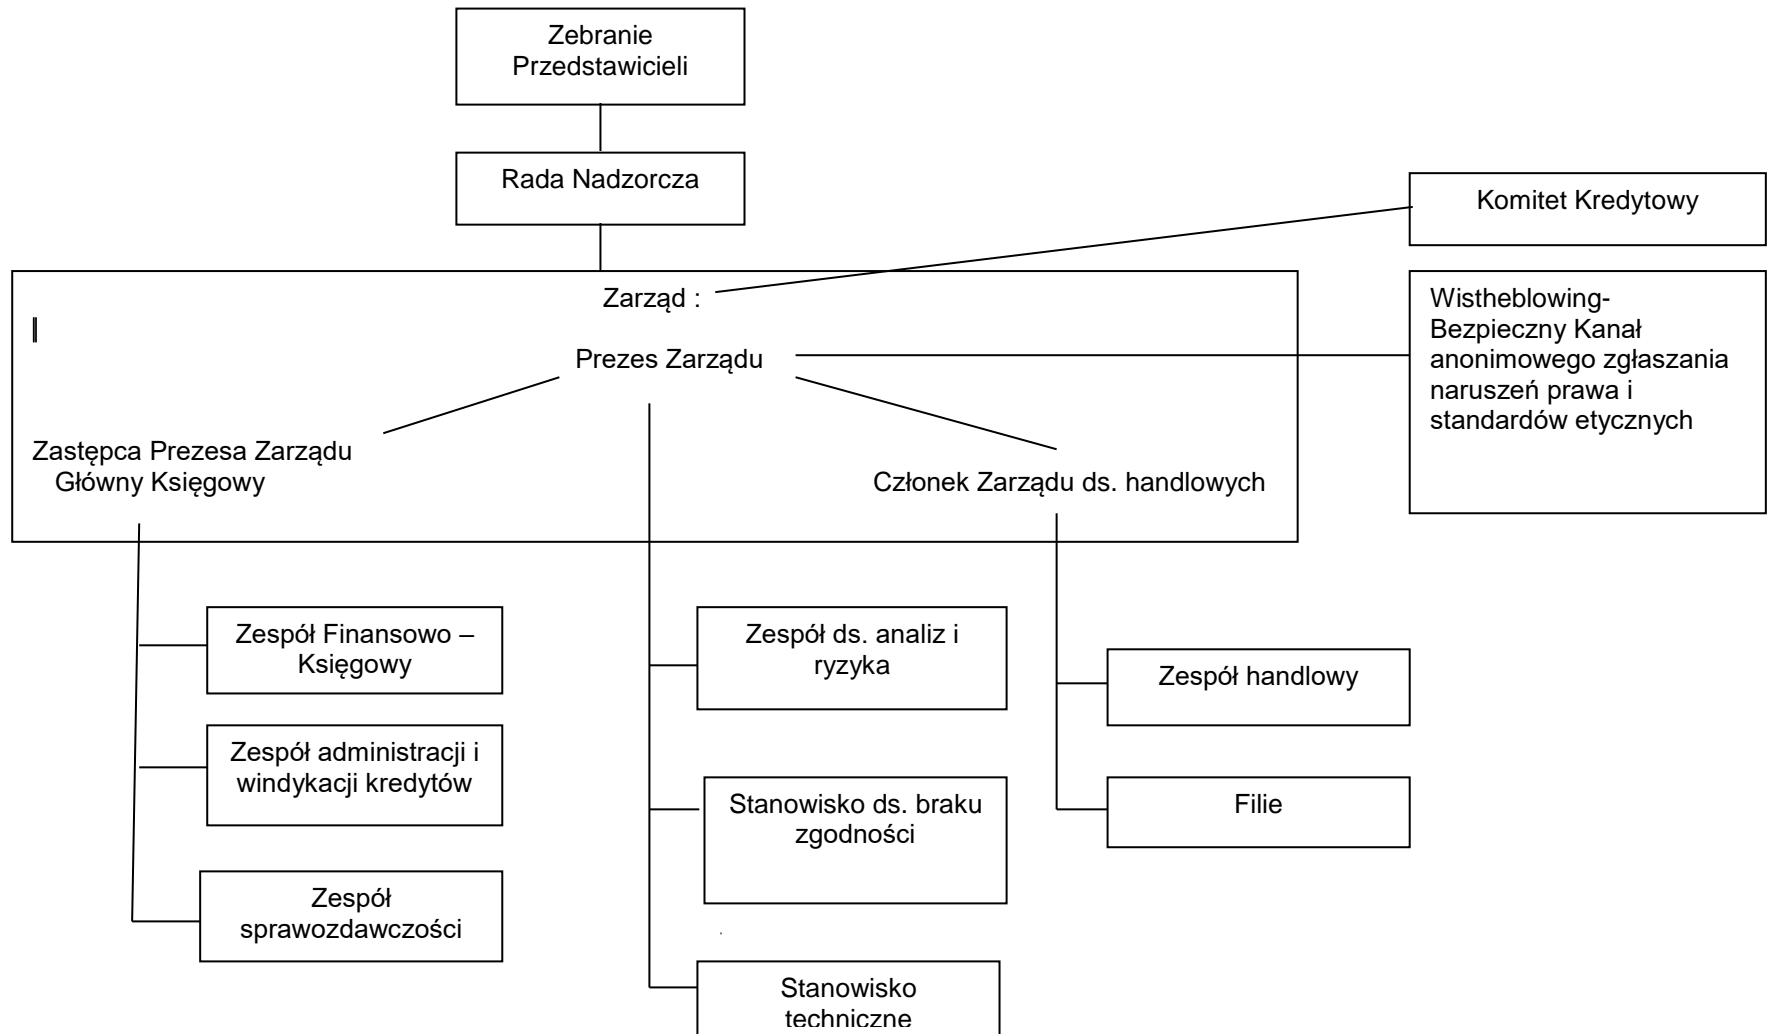 Zebranie
Przedstawicieli
Rada Nadzorcza
Komitet Kredytowy
Zarząd :
Prezes Zarządu
Wistheblowing-
Bezpieczny Kanał
anonimowego zgłaszania
naruszeń prawa i
standardów etycznych
Zastępca Prezesa Zarządu
Główny Księgowy
Członek Zarządu ds. handlowych
Zespół Finansowo –
Księgowy
Zespół administracji i
windykacji kredytów
Zespół
sprawozdawczości
Zespół ds. analiz i
ryzyka
Stanowisko ds. braku
zgodności
Stanowisko
techniczne
Zespół handlowy
Filie